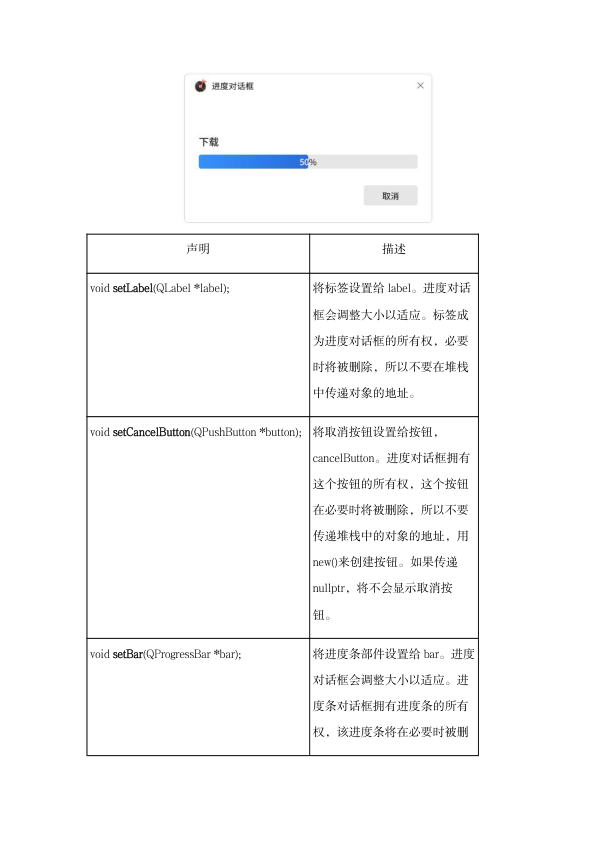 进度对话框
下载
50%
取消
声明 描述
void setLabel(QLabel *label);
将标签设置给 label。进度对话
框会调整大小以适应。标签成
为进度对话框的所有权，必要
时将被删除，所以不要在堆栈
中传递对象的地址。
void setCancelButton(QPushButton *button);
将取消按钮设置给按钮，
cancelButton。进度对话框拥有
这个按钮的所有权，这个按钮
在必要时将被删除，所以不要
传递堆栈中的对象的地址，用
new()来创建按钮。如果传递
nullptr，将不会显示取消按
钮。
void setBar(QProgressBar *bar);
将进度条部件设置给 bar。进度
对话框会调整大小以适应。进
度条对话框拥有进度条的所有
权，该进度条将在必要时被删